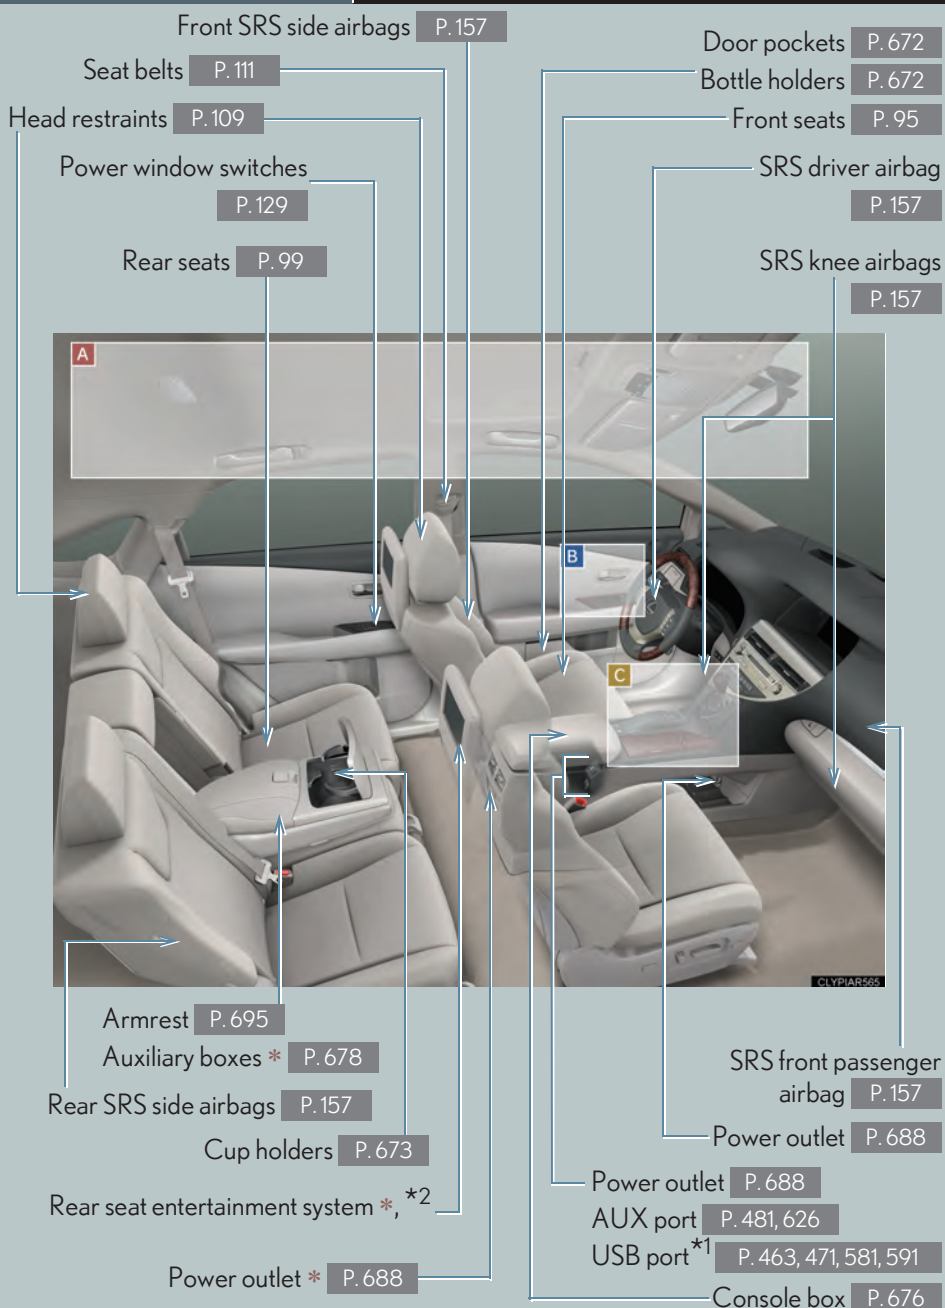 Front SRS side airbags P.157
Seat belts P. 111
Head restraints P.109
Power window switches
P.129
Rear seats P. 99
Door pockets P.672
Bottle holders P.672
Front seats P. 95
SRS driver airbag
P.157
SRS knee airbags
P.157
A
B
C
CLYPIAR565
Armrest P.695
Auxiliary boxes * P.678
Rear SRS side airbags P.157
Cup holders P.673
Rear seat entertainment system *, *2
Power outlet * P.688
SRS front passenger
airbag P.157
Power outlet P.688
Power outlet P.688
AUX port P.481, 626
USB port*1 P.463, 471, 581, 591
Console box P.676